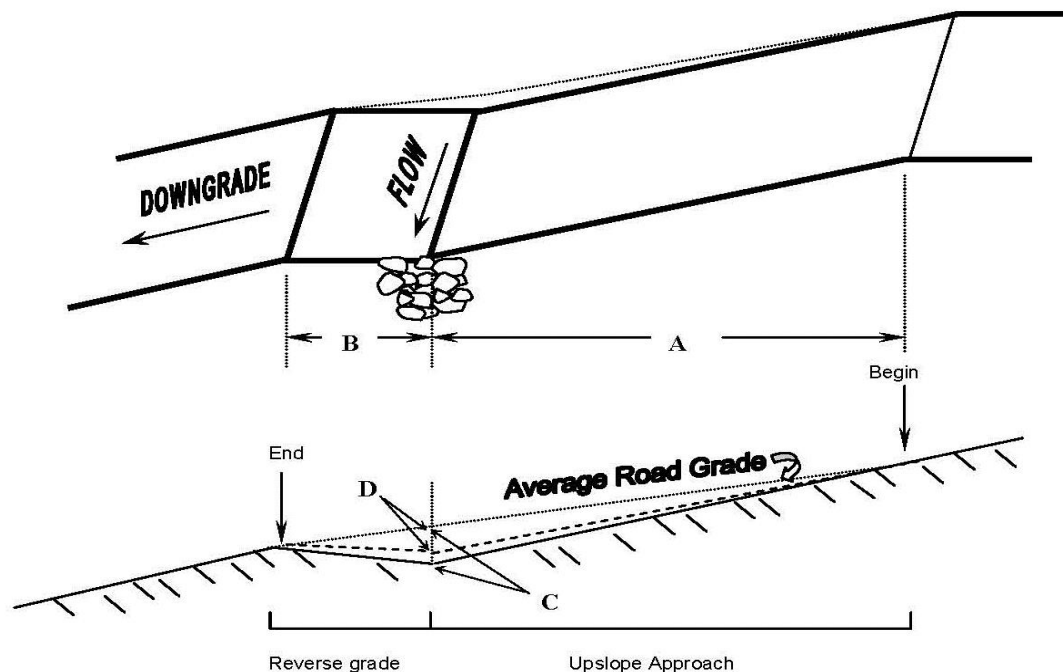 DOWNGRADE
FLOW
B
A
Begin
End
Average Road Grade
D
C
Reverse grade
Upslope Approach